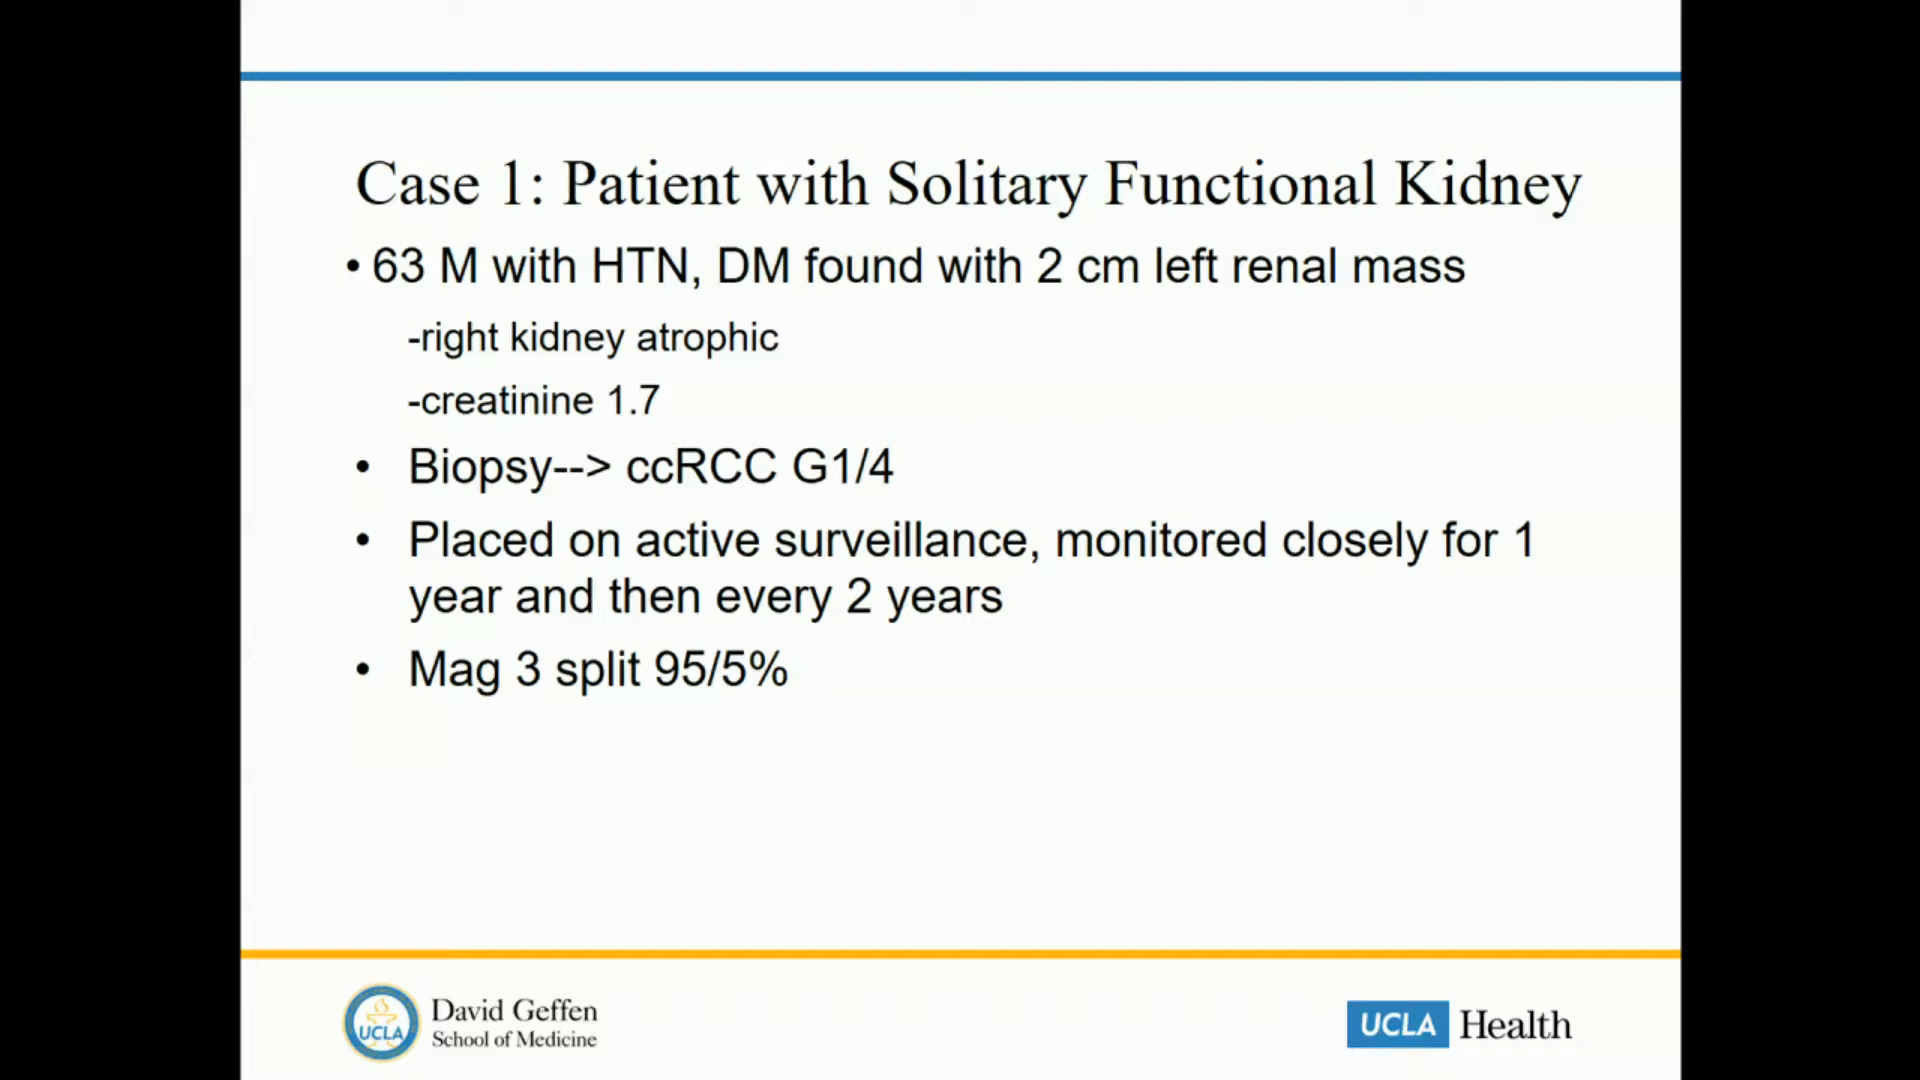 Case 1: Patient with Solitary Functional Kidney
• 63 M with HTN, DM found with 2 cm left renal mass
-right kidney atrophic
-creatinine 1.7
• Biopsy--> ccRCC G1/4
• Placed on active surveillance, monitored closely for 1
year and then every 2 years
• Mag 3 split 95/5%
UCLA
David Geffen
School of Medicine
UCLA Health